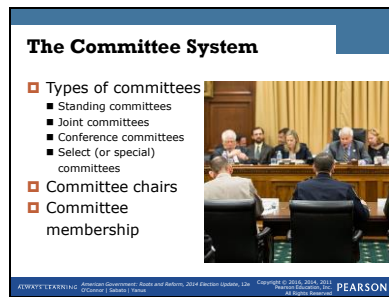 The Committee System
Types of committees
Standing committees
Joint committees
Conference committees
Select (or special)
committees
Committee chairs
Committee
membership
ALWAYS LEARNING
American Government: Roots and Reform, 2014 Election Update, 12e
O'Connor | Sabato | Yanus
Copyright © 2016, 2014, 2011
Pearson Education, Inc.
All Rights Reserved
PEARSON